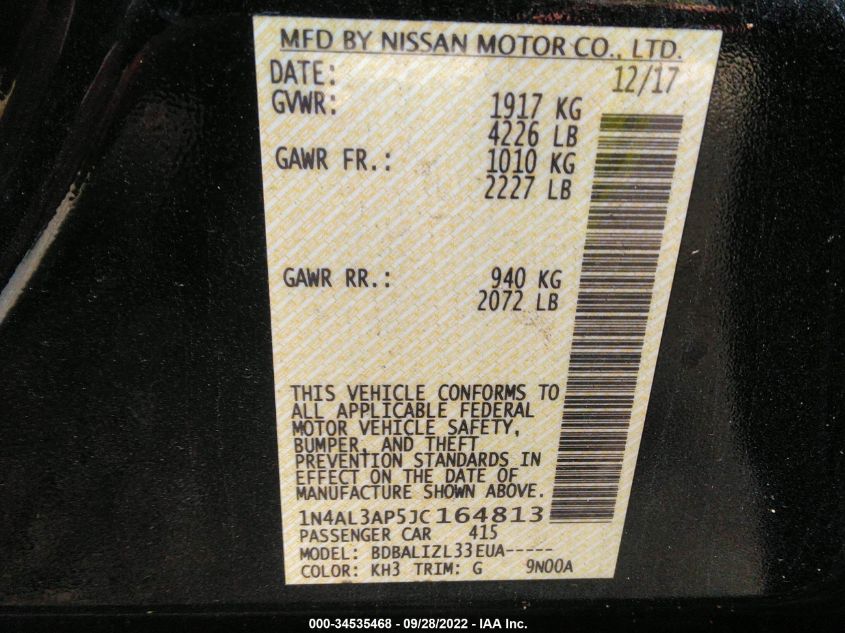 MFD BY NISSAN MOTOR CO., LTD.
DATE: 12/17
GVWR: 1917 KG
4226 LB
GAWR FR.: 1010 KG
2227 LB
GAWR RR.: 940 KG
2072 LB
THIS VEHICLE CONFORMS TO
ALL APPLICABLE FEDERAL
MOTOR VEHICLE SAFETY,
BUMPER, AND THEFT
PREVENTION STANDARDS IN
EFFECT ON THE DATE OF
MANUFACTURE SHOWN ABOVE.
1N4AL3AP5JC164813
PASSENGER CAR 415
MODEL: BDBALIZL33EUA-----
COLOR: KH3 TRIM: G 9N00A
000-34535468 - 09/28/2022 - IAA Inc.